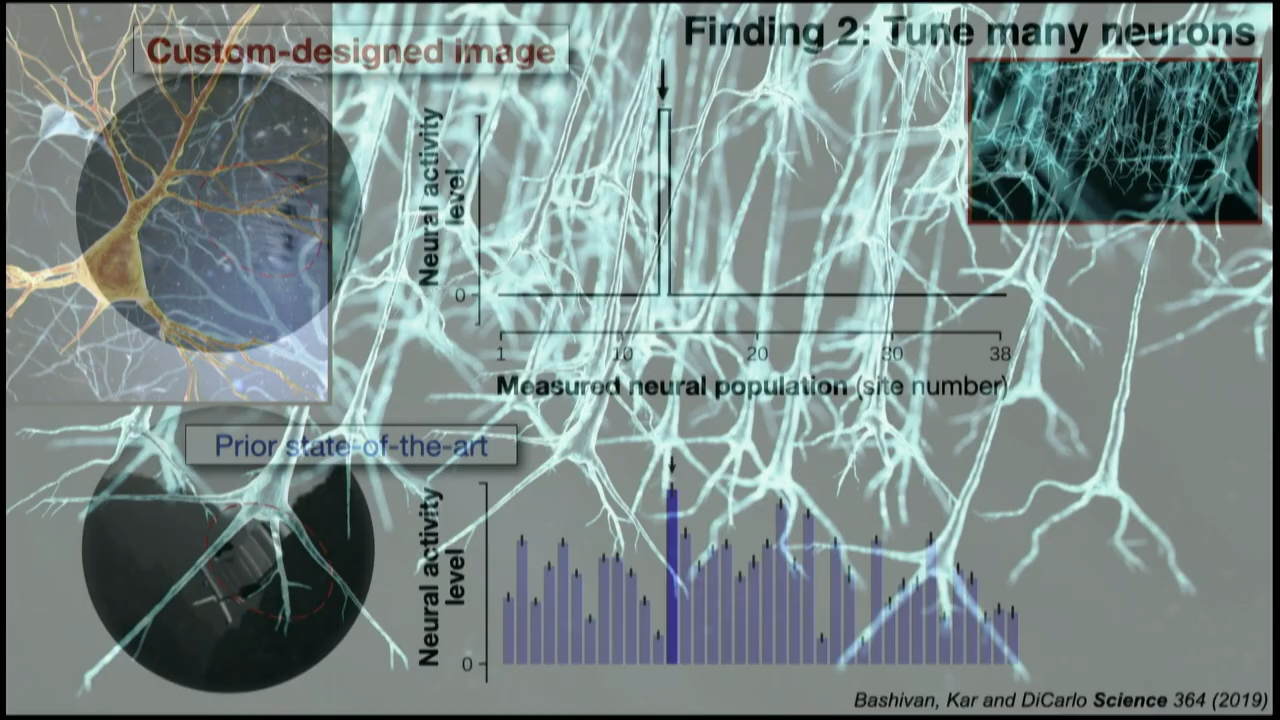 Finding 2: Tune many neurons
Custom-designed image
Neural activity
level
0
1 10 20 30 38
Measured neural population (site number)
Prior state-of-the-art
Neural activity
level
0
Bashivan, Kar and DiCarlo Science 364 (2019)